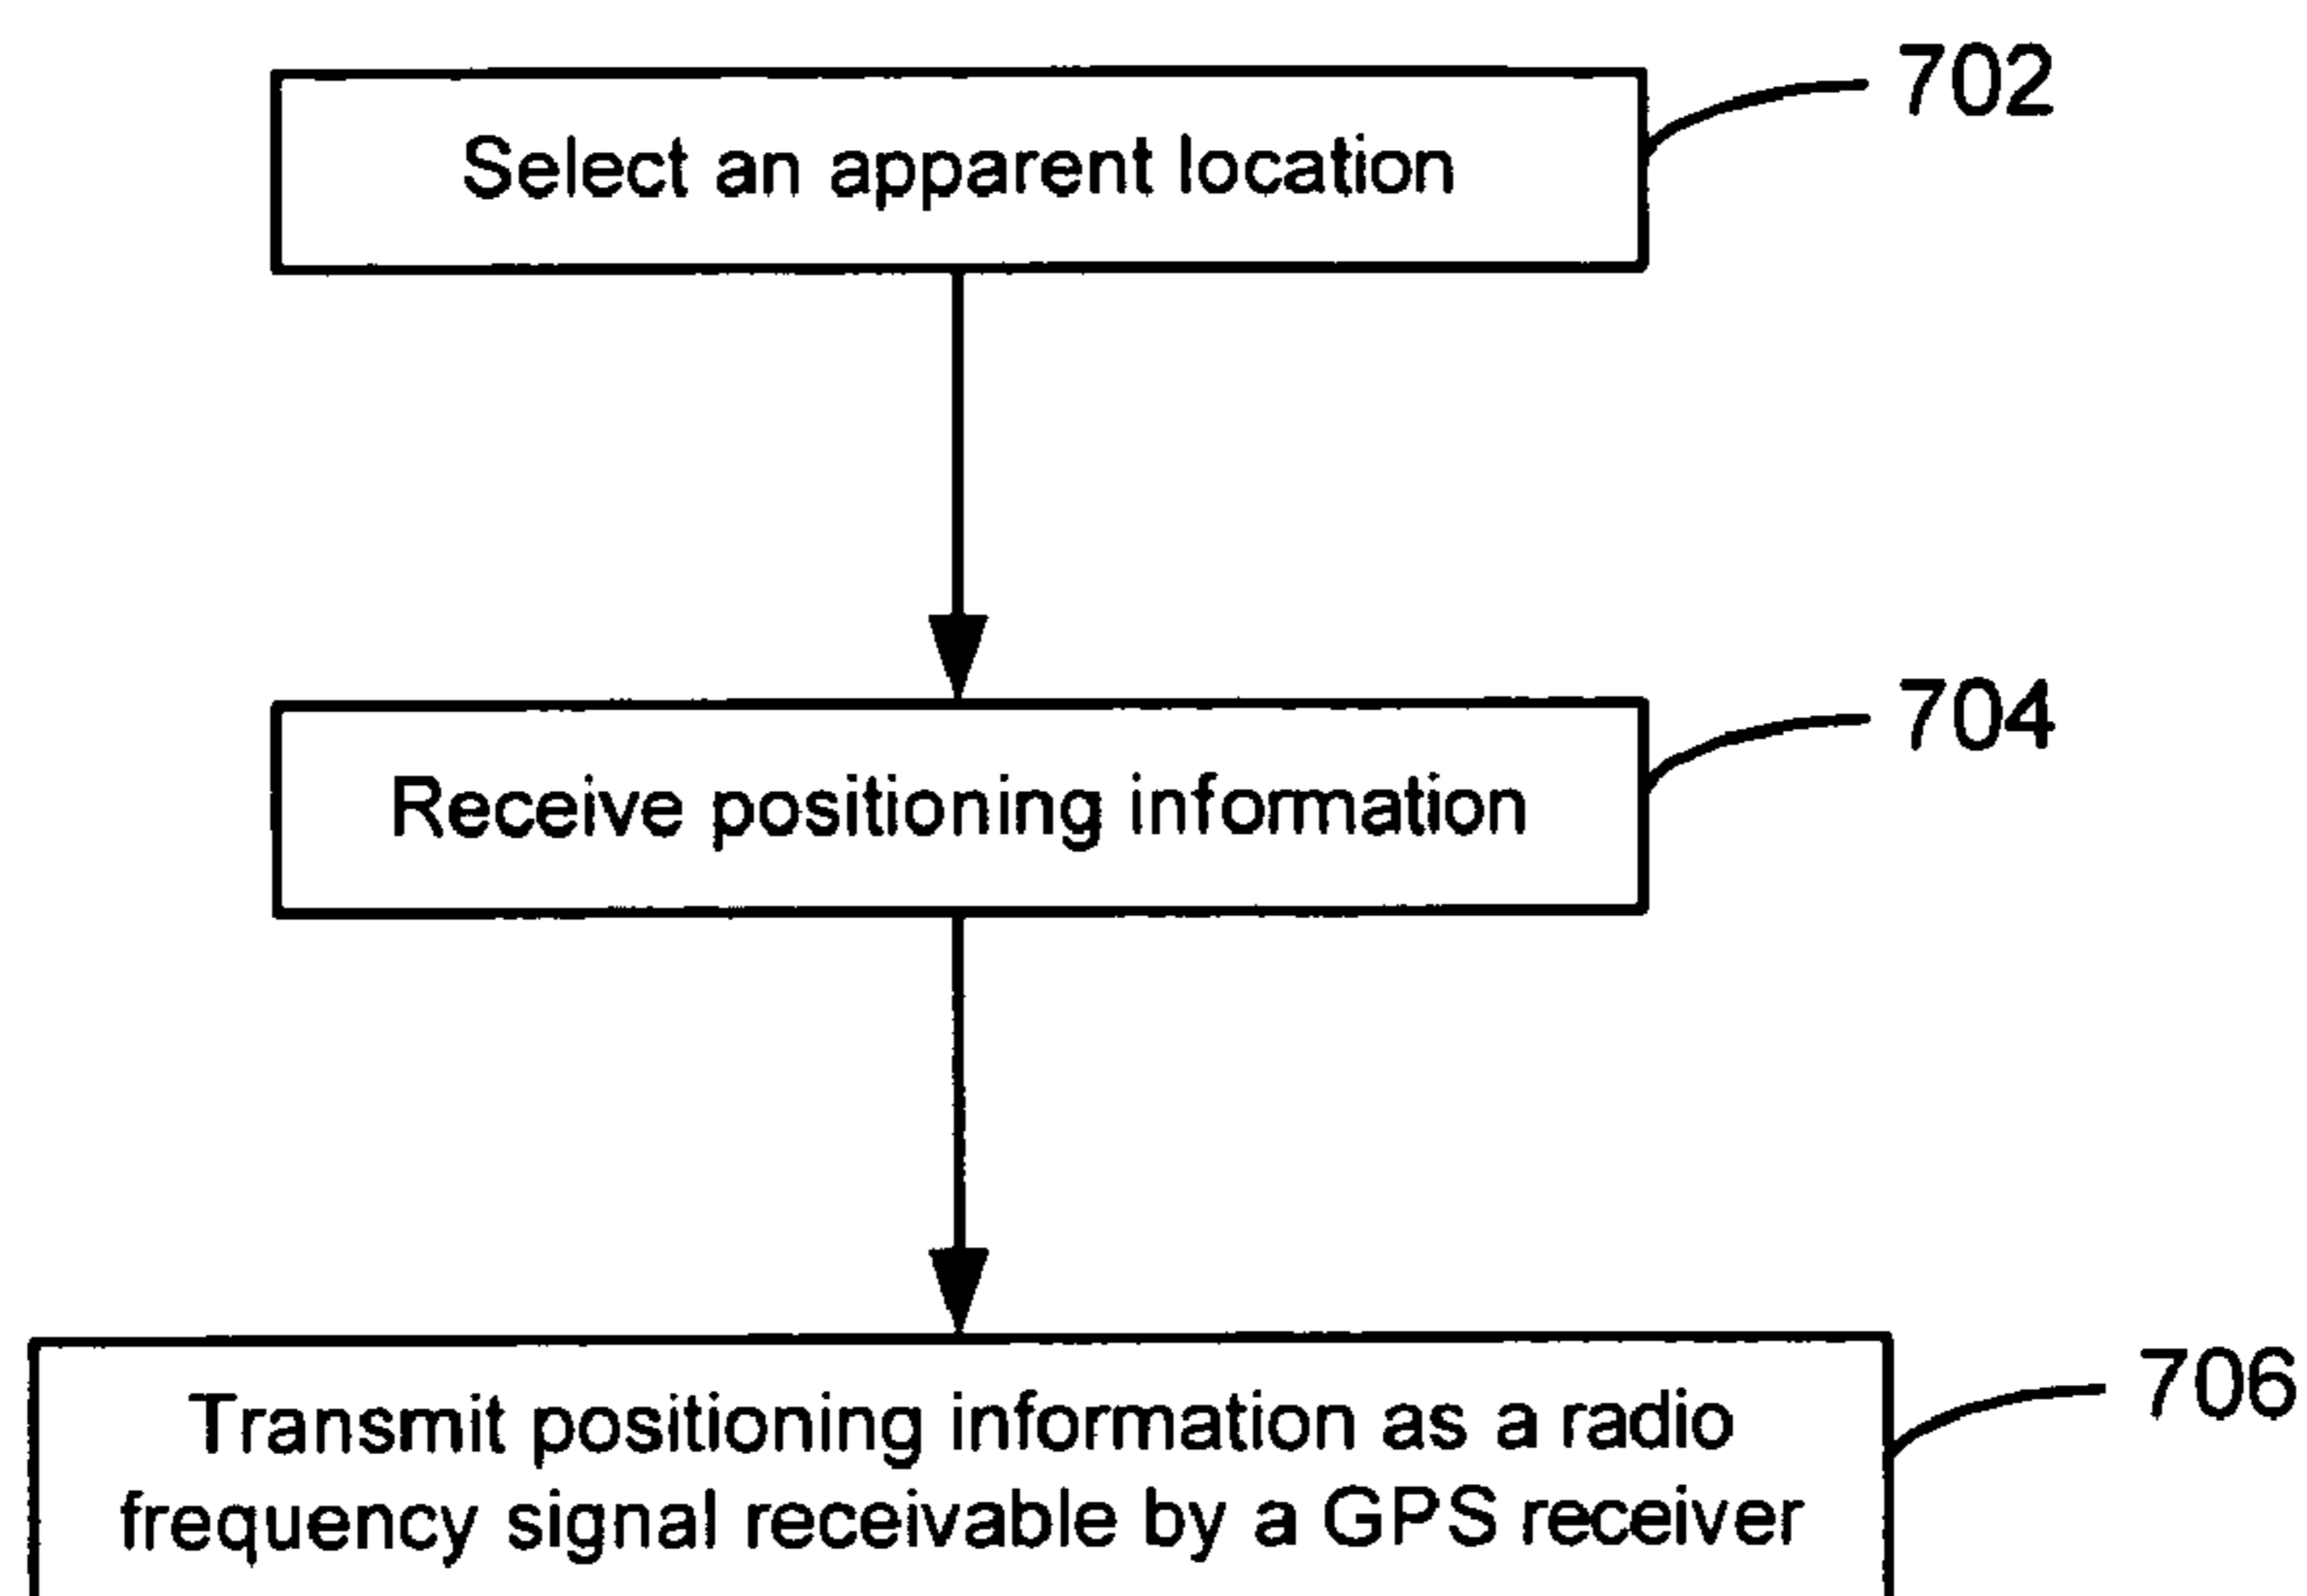 702
Select an apparent location
704
Receive positioning information
706
Transmit positioning information as a radio
frequency signal receivable by a GPS receiver